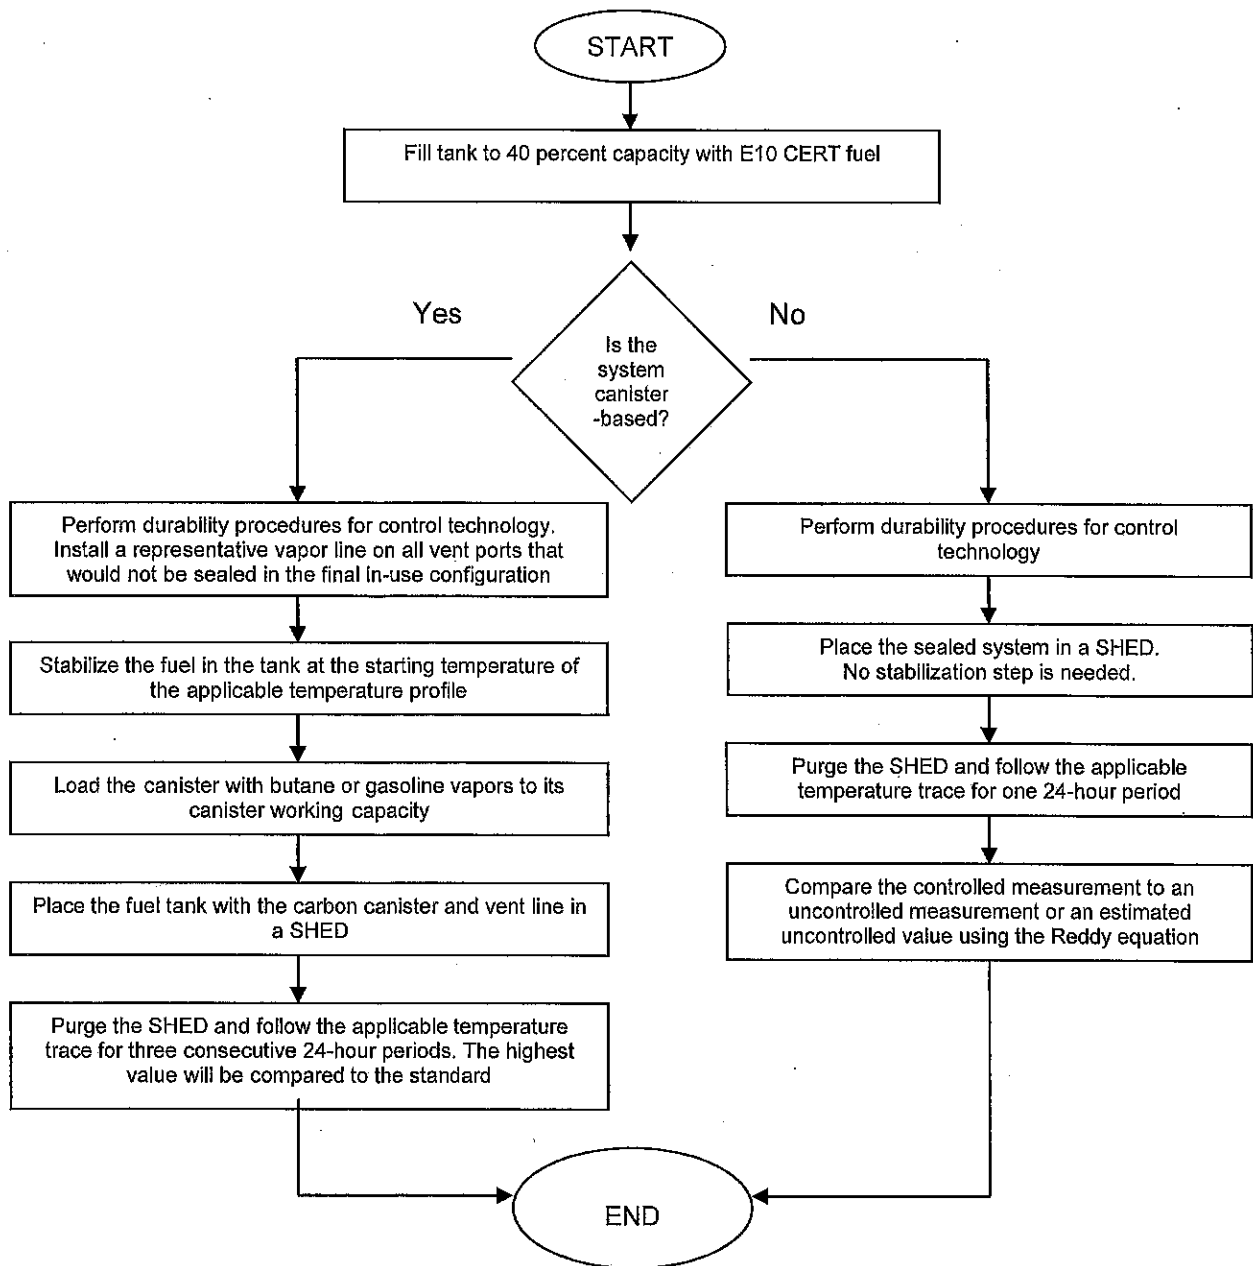 START
Fill tank to 40 percent capacity with E10 CERT fuel
Yes
No
Is the
system
canister
-based?
Perform durability procedures for control technology.
Install a representative vapor line on all vent ports that
would not be sealed in the final in-use configuration
Stabilize the fuel in the tank at the starting temperature of
the applicable temperature profile
Load the canister with butane or gasoline vapors to its
canister working capacity
Place the fuel tank with the carbon canister and vent line in
a SHED
Purge the SHED and follow the applicable temperature
trace for three consecutive 24-hour periods. The highest
value will be compared to the standard
Perform durability procedures for control
technology
Place the sealed system in a SHED.
No stabilization step is needed.
Purge the SHED and follow the applicable
temperature trace for one 24-hour period
Compare the controlled measurement to an
uncontrolled measurement or an estimated
uncontrolled value using the Reddy equation
END